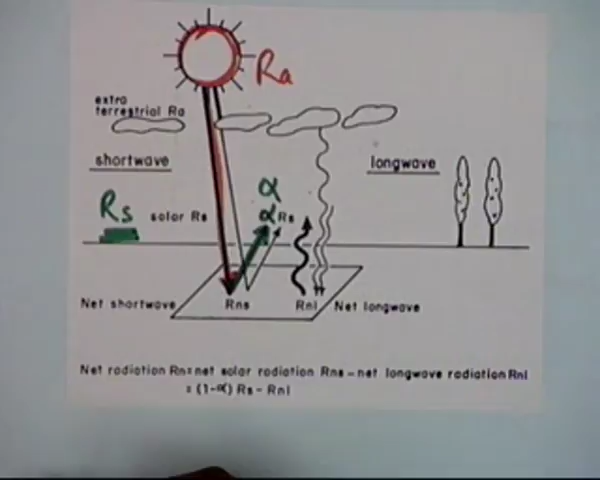 Ra
extra
terrestrial Ra
shortwave
longwave
Rs solar Rs
α
αRs
Net shortwave Rns Rnl Net longwave
Net radiation Rn = net solar radiation Rns - net longwave radiation Rnl
= (1-α) Rs - Rnl